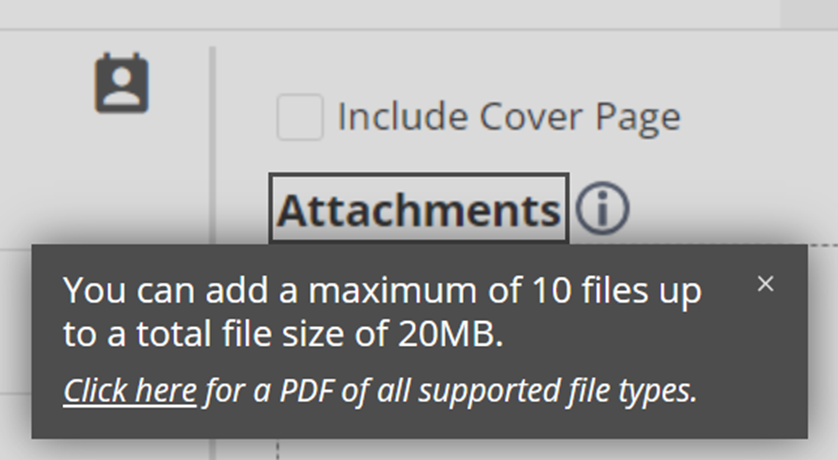 Include Cover Page
Attachments
You can add a maximum of 10 files up
to a total file size of 20MB.
Click here for a PDF of all supported file types.